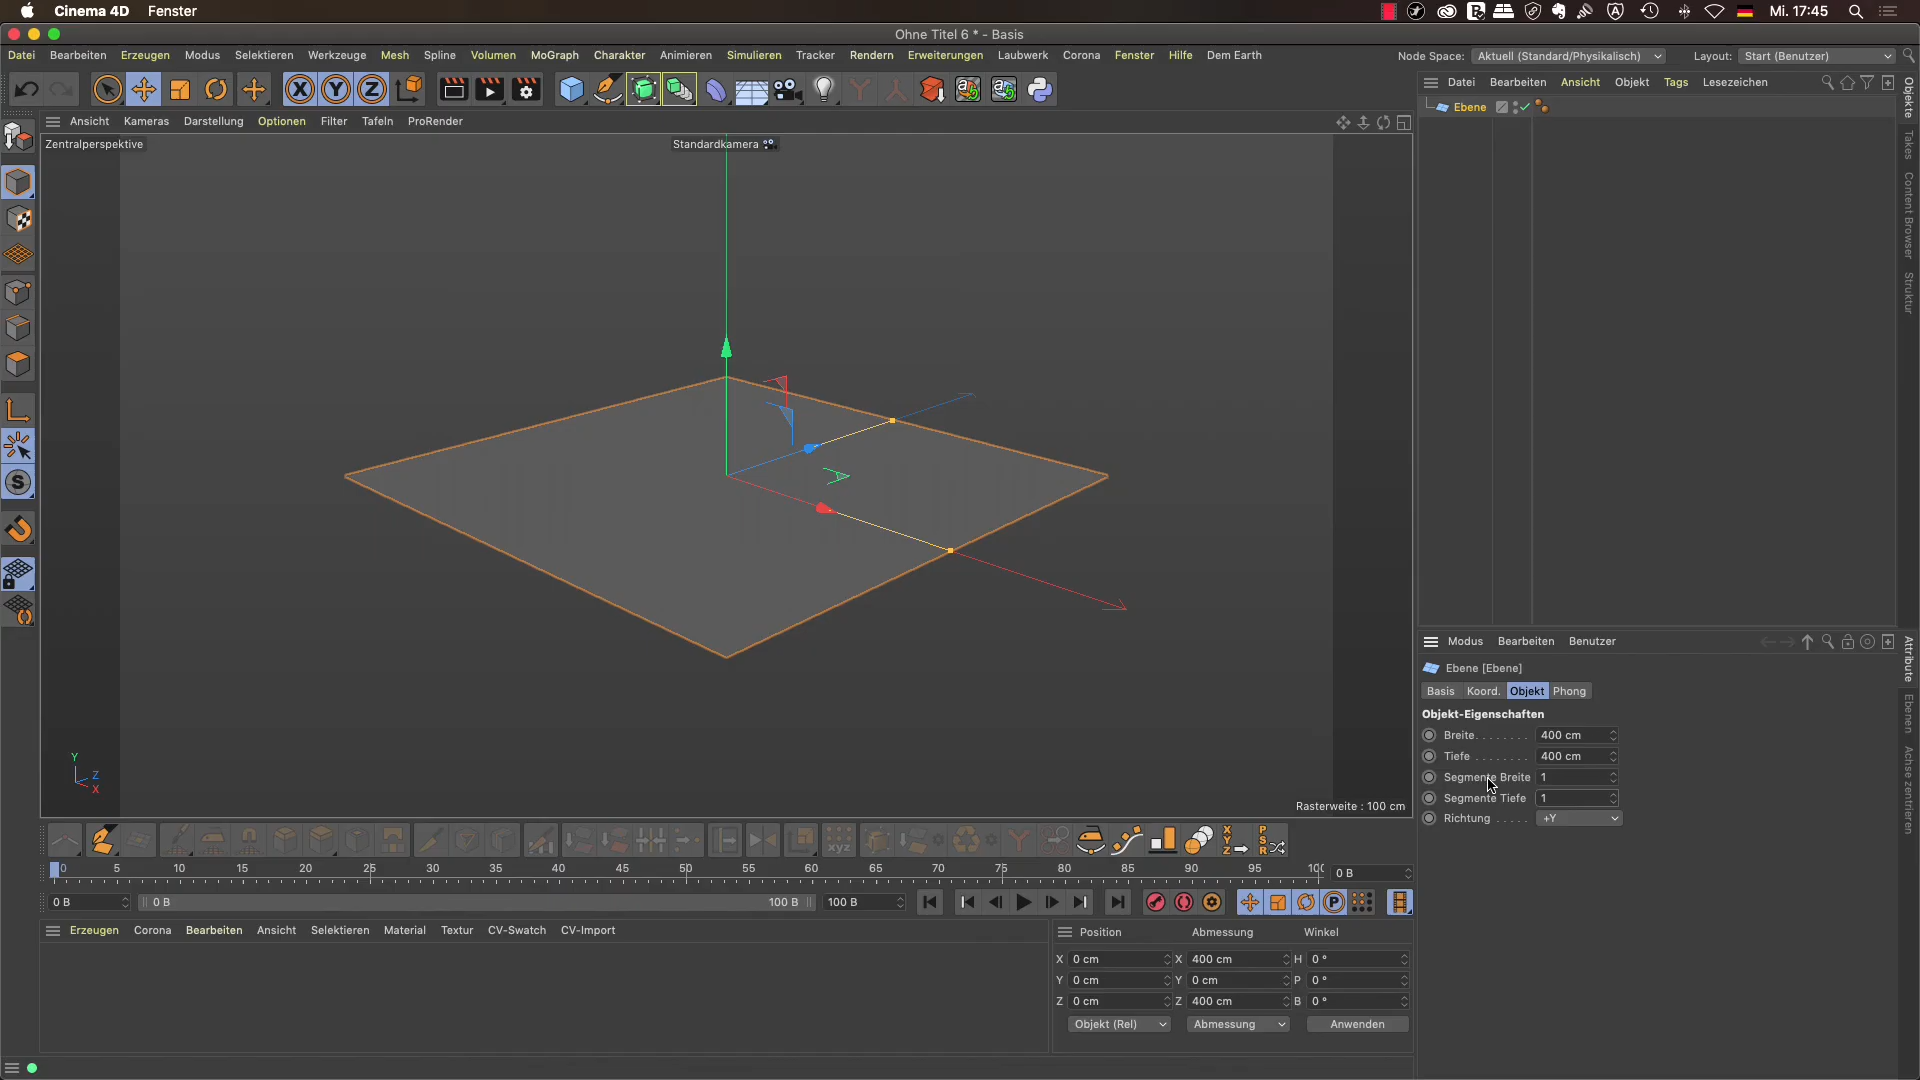 Cinema 4D Fenster
Mi. 17:45
Ohne Titel 6 * - Basis
Datei Bearbeiten Erzeugen Modus Selektieren Werkzeuge Mesh Spline Volumen MoGraph Charakter Animieren Simulieren Tracker Rendern Erweiterungen Laubwerk Corona Fenster Hilfe Dem Earth
Node Space: Aktuell (Standard/Physikalisch) Layout: Start (Benutzer)
X Y Z
Datei Bearbeiten Ansicht Objekt Tags Lesezeichen
Ebene
Ansicht Kameras Darstellung Optionen Filter Tafeln ProRender
Zentralperspektive
Standardkamera
Objekte
Takes
Content Browser
Struktur
Y
Z
X
Rasterweite : 100 cm
Modus Bearbeiten Benutzer
Ebene [Ebene]
Basis Koord. Objekt Phong
Objekt-Eigenschaften
Breite 400 cm
Tiefe 400 cm
Segmente Breite 1
Segmente Tiefe 1
Richtung +Y
Attribute
Ebenen
Achse zentrieren
0 5 10 15 20 25 30 35 40 45 50 55 60 65 70 75 80 85 90 95 100
0 B
0 B 0 B 100 B 100 B
Erzeugen Corona Bearbeiten Ansicht Selektieren Material Textur CV-Swatch CV-Import
Position Abmessung Winkel
X 0 cm X 400 cm H 0 °
Y 0 cm Y 0 cm P 0 °
Z 0 cm Z 400 cm B 0 °
Objekt (Rel) Abmessung Anwenden